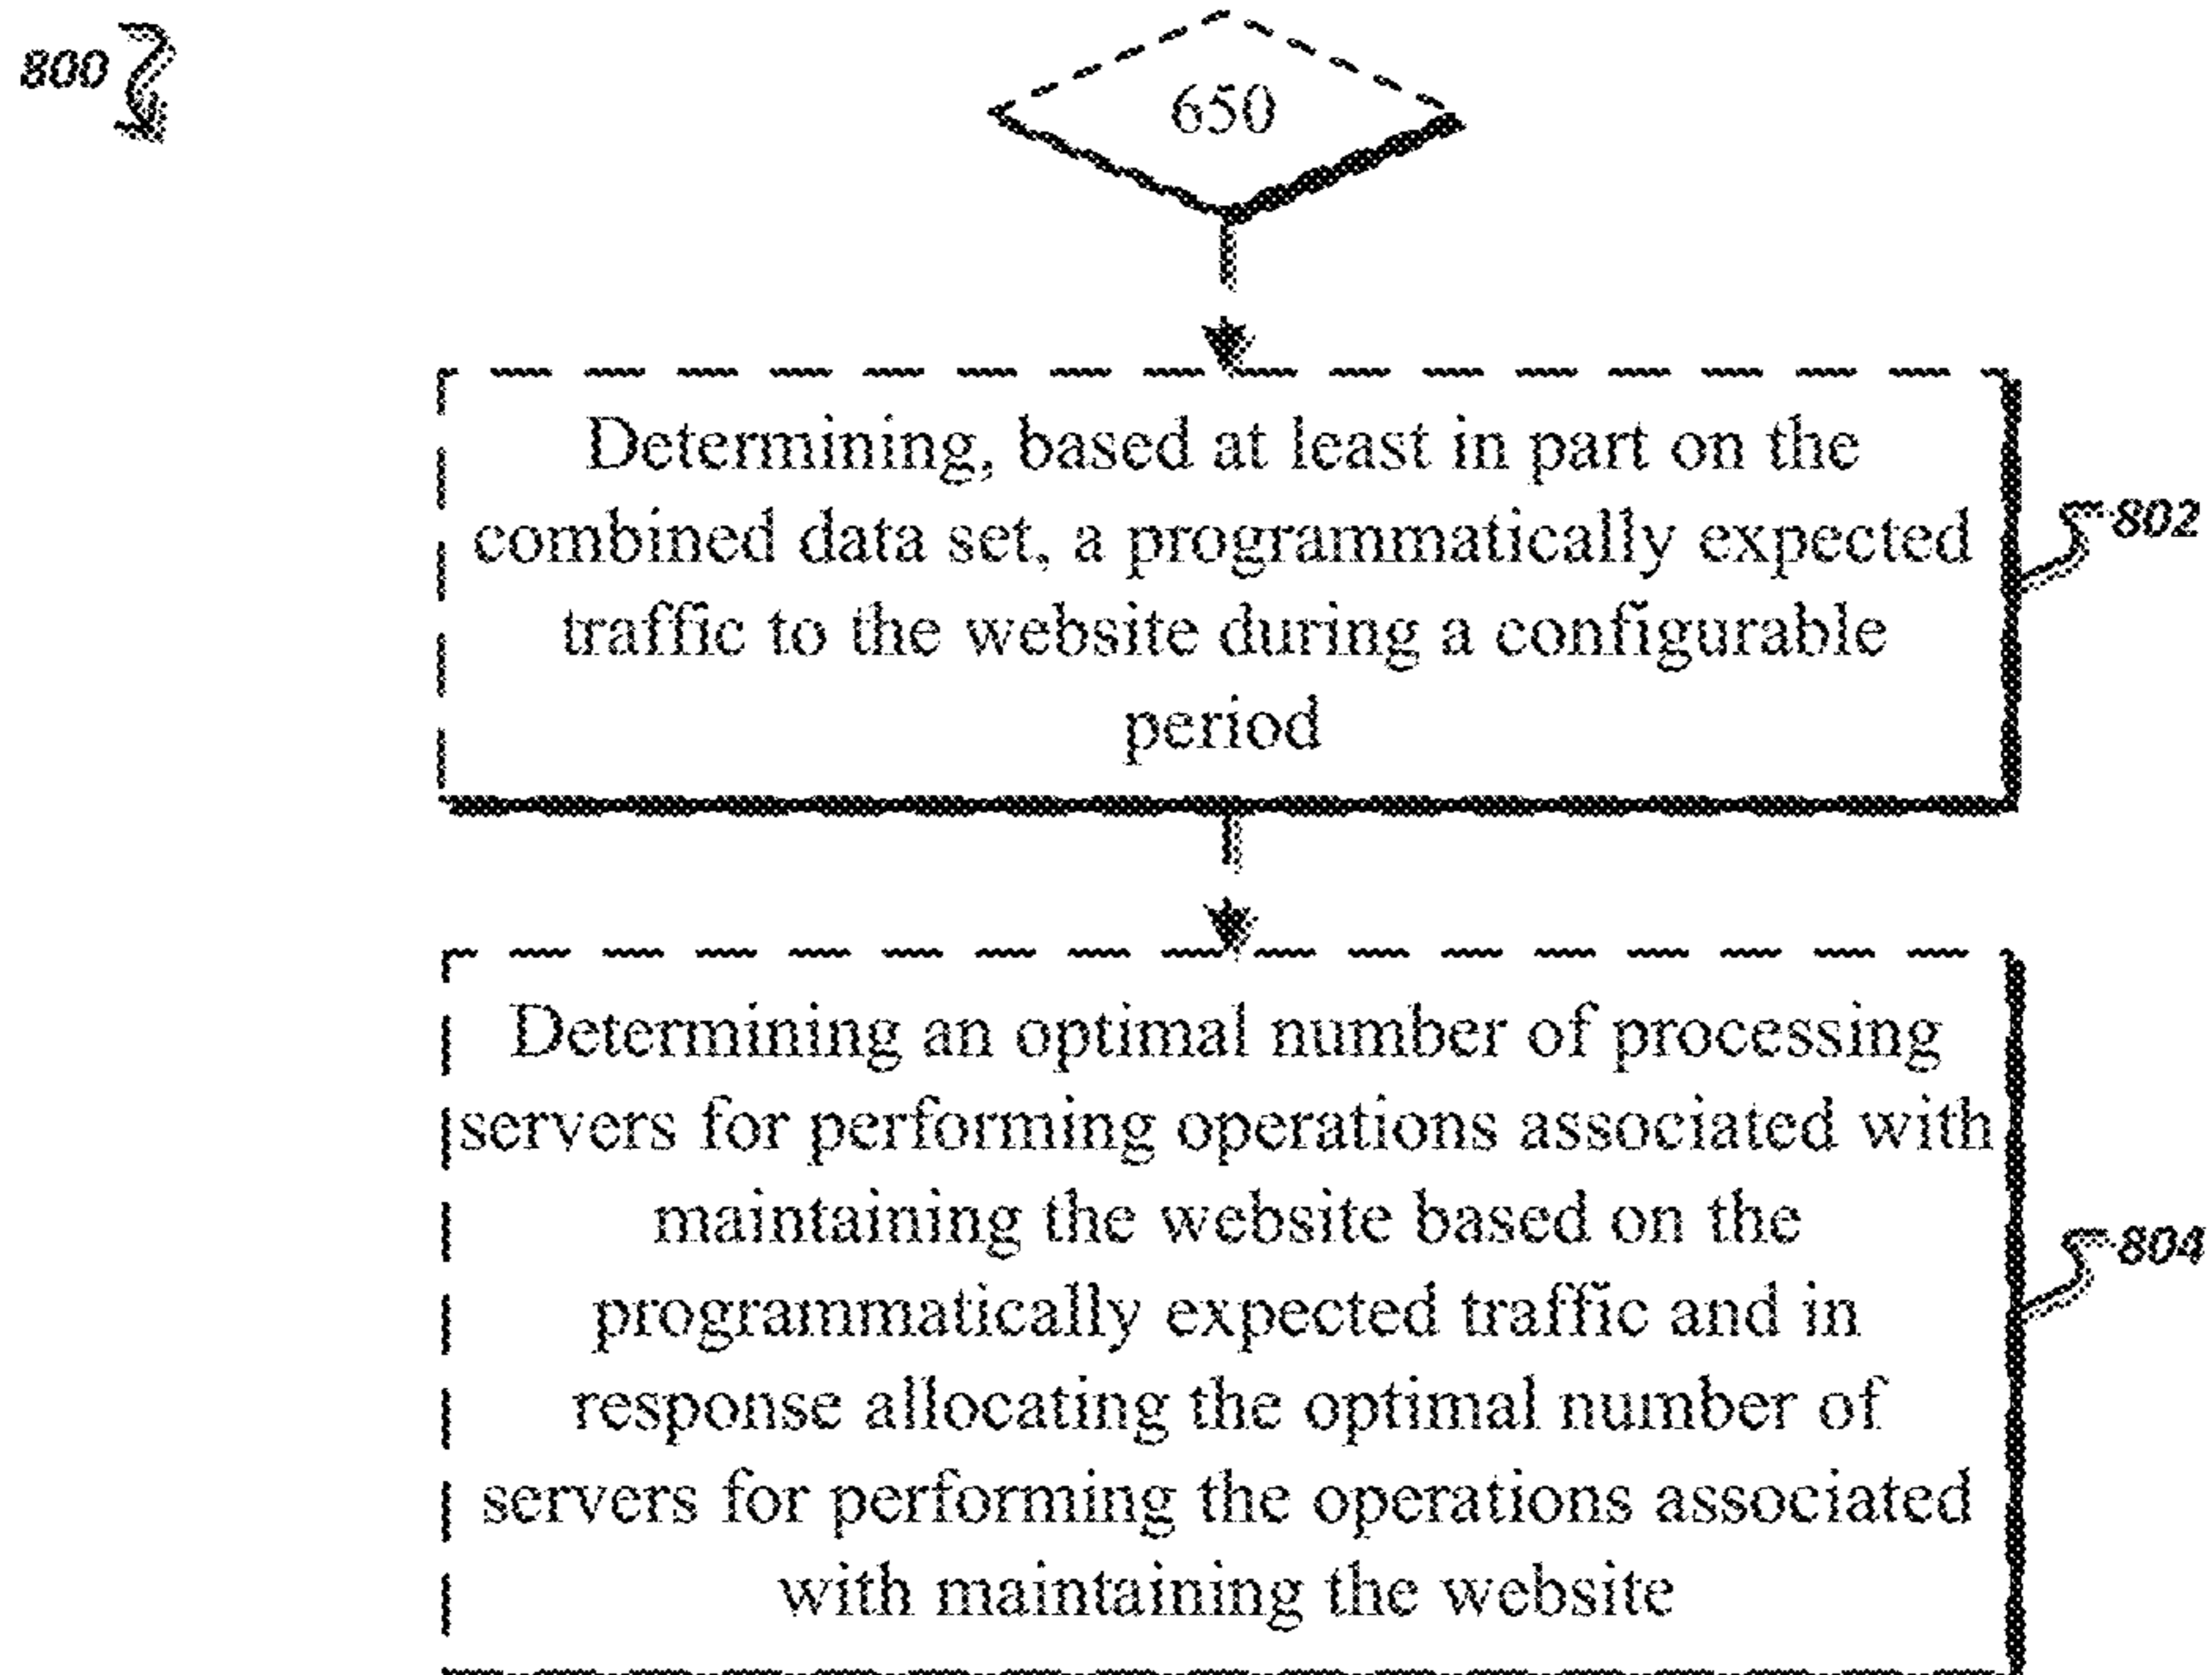 800
650
Determining, based at least in part on the
combined data set, a programmatically expected
traffic to the website during a configurable
period
802
Determining an optimal number of processing
servers for performing operations associated with
maintaining the website based on the
programmatically expected traffic and in
response allocating the optimal number of
servers for performing the operations associated
with maintaining the website
804